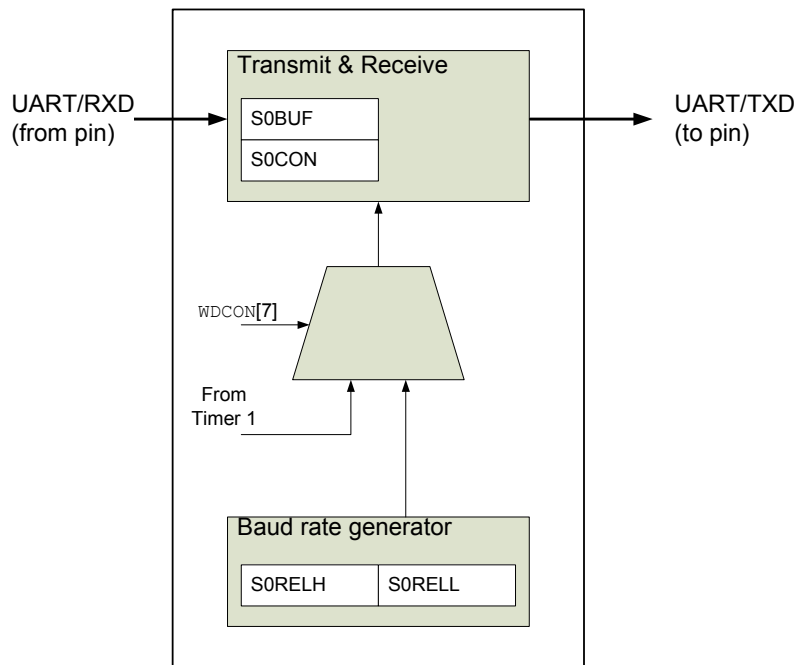 Transmit & Receive
UART/RXD
(from pin)
S0BUF
S0CON
UART/TXD
(to pin)
WDCON[7]
From
Timer 1
Baud rate generator
S0RELH
S0RELL